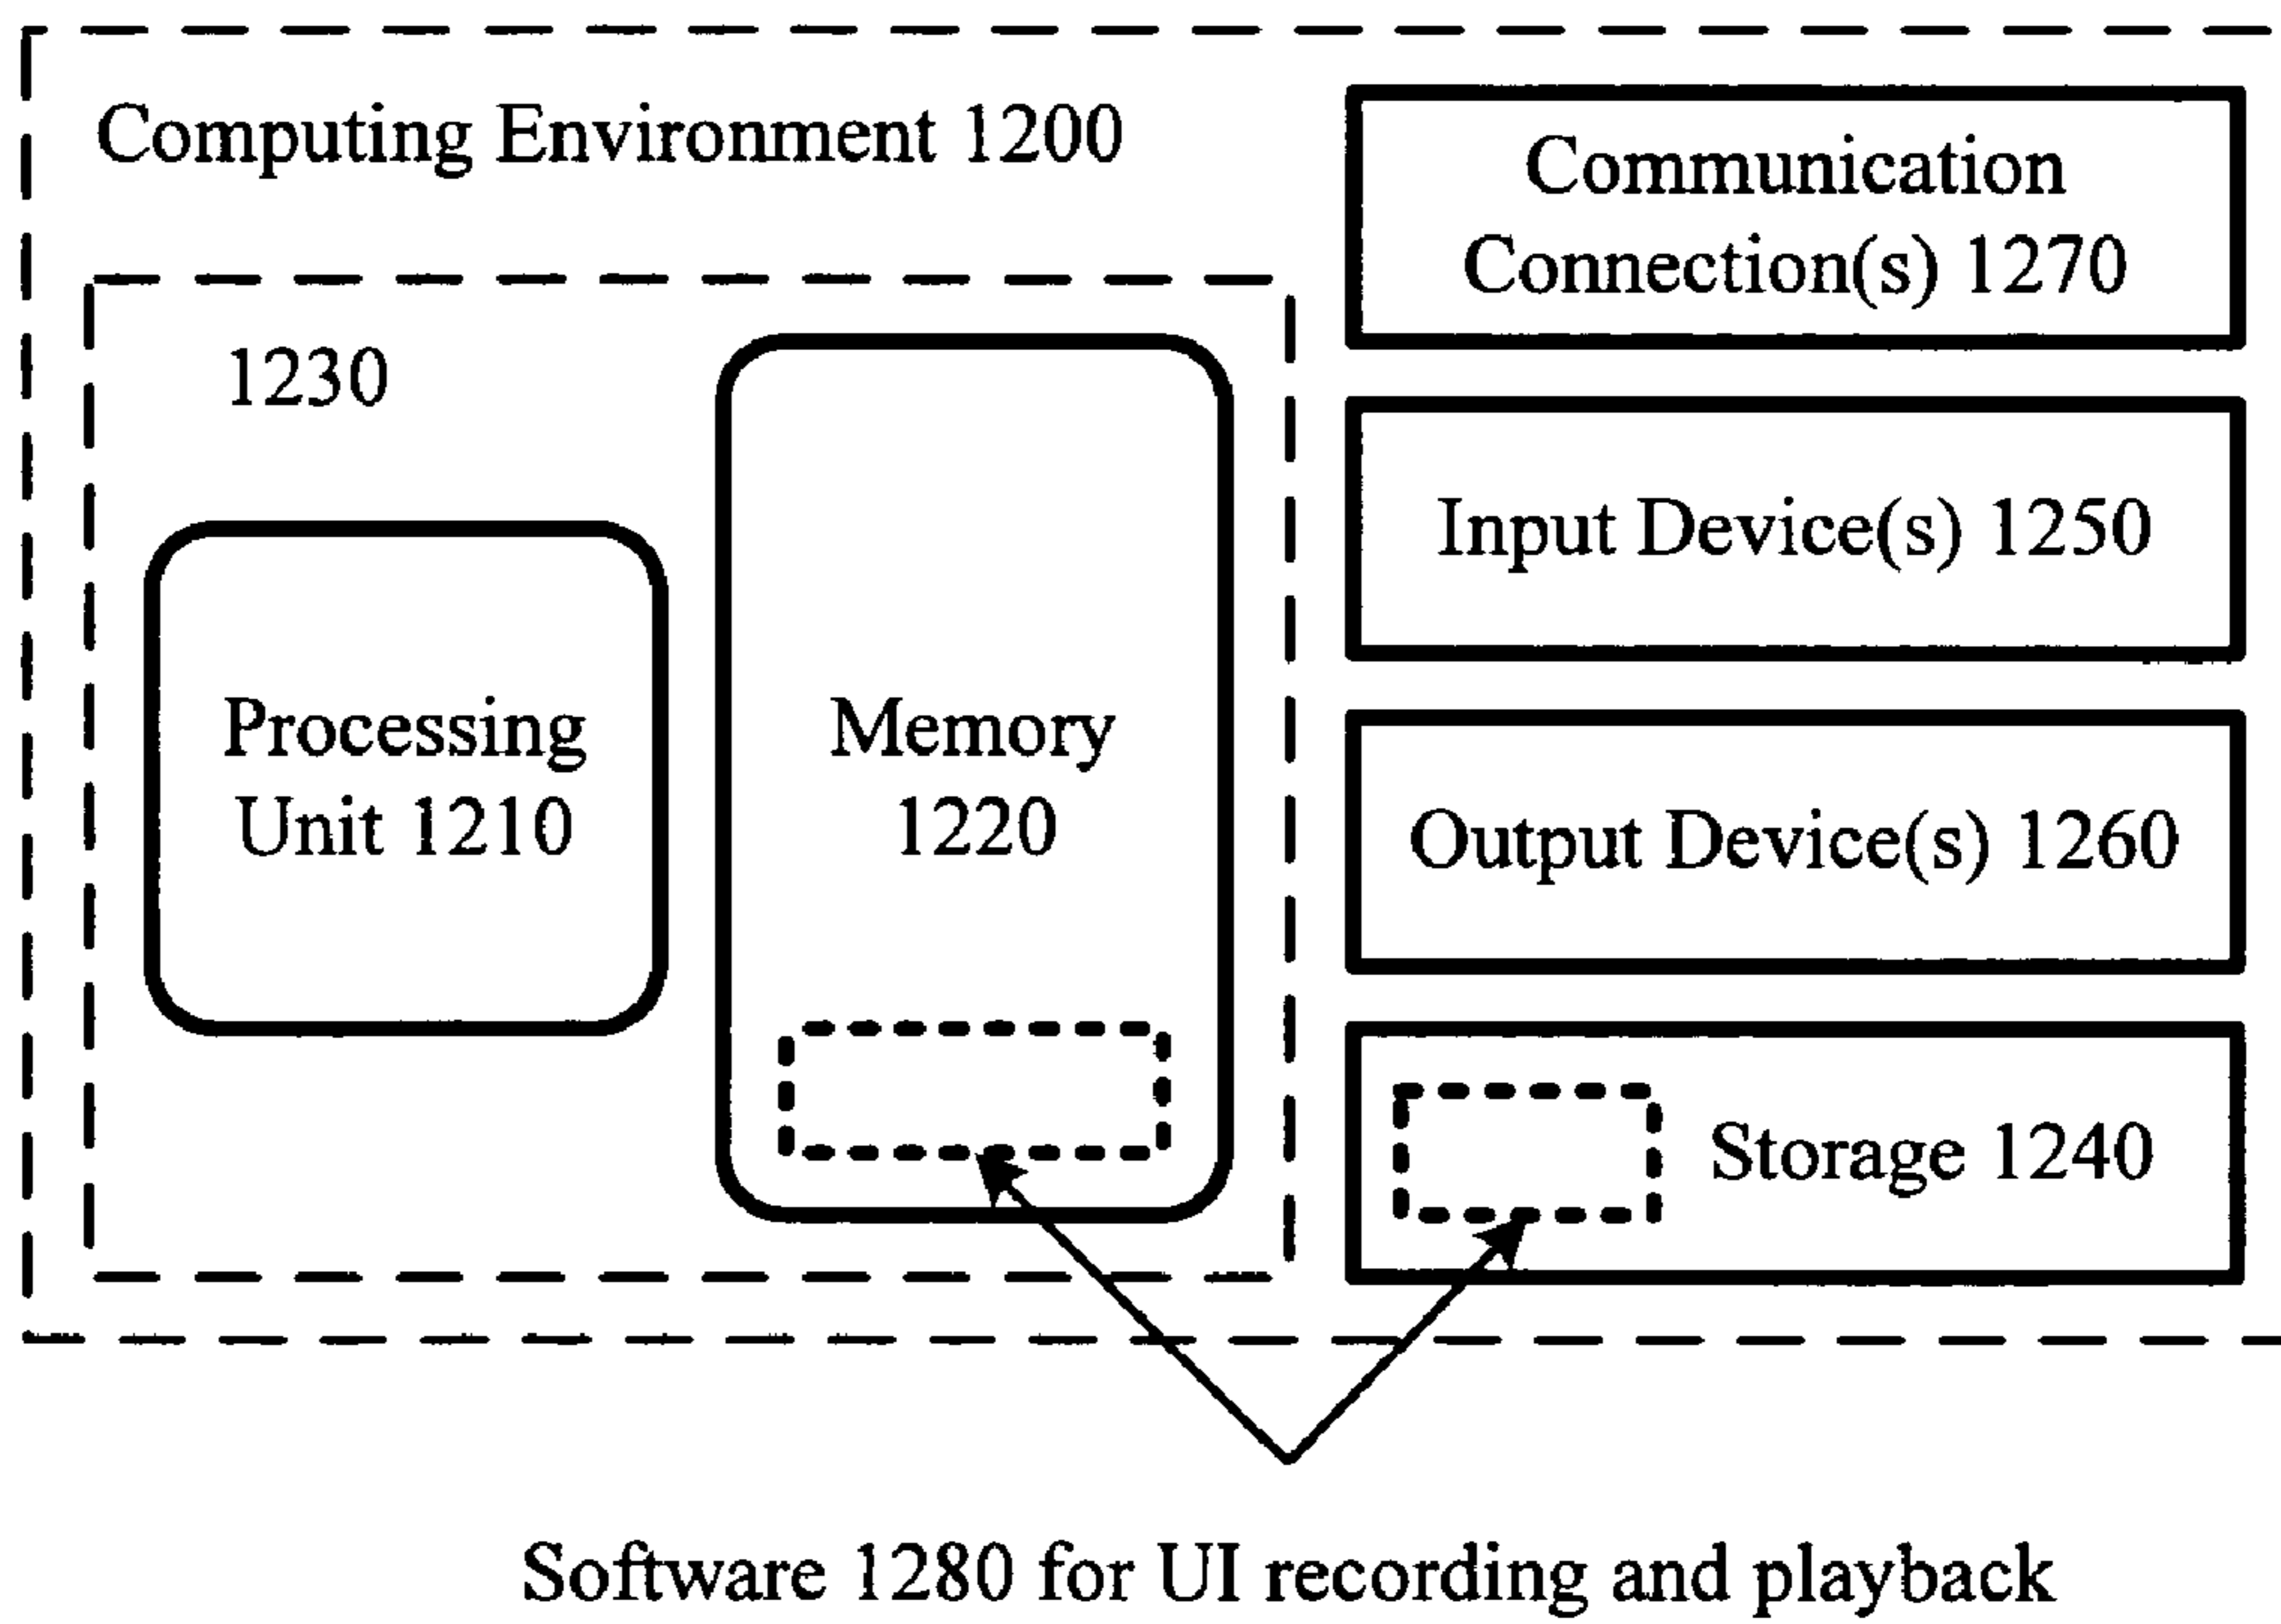 Computing Environment 1200
Communication
Connection(s) 1270
1230
Input Device(s) 1250
Processing
Unit 1210
Memory
1220
Output Device(s) 1260
Storage 1240
Software 1280 for UI recording and playback